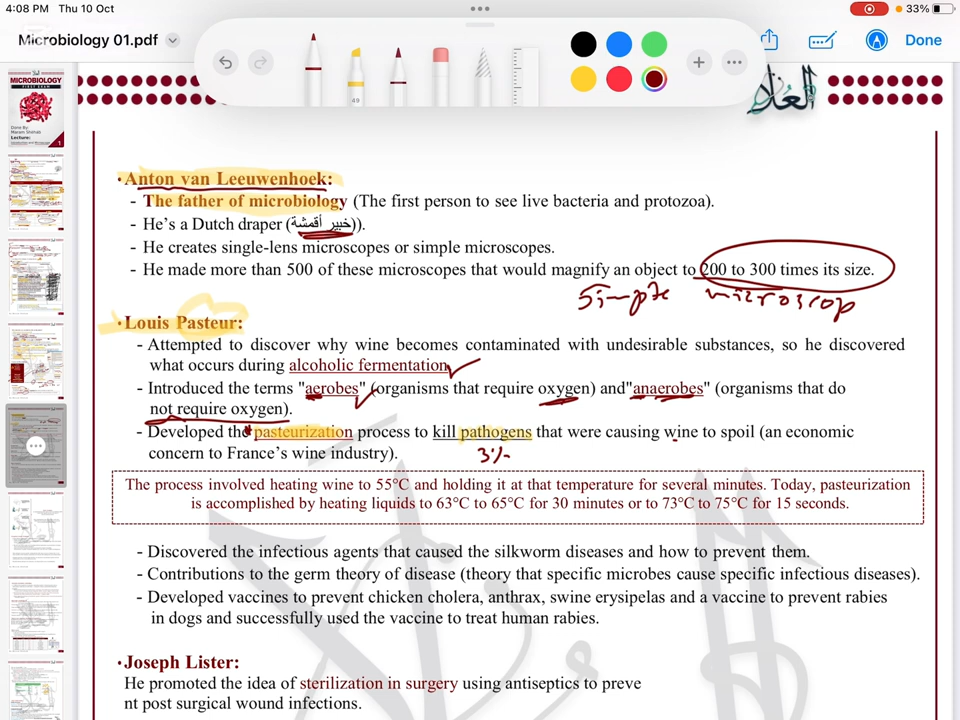 4:08 PM Thu 10 Oct
33%
Microbiology 01.pdf
Done
MICROBIOLOGY
FIRST EXAM
Lecture:
1
العلا
•Anton van Leeuwenhoek:
- The father of microbiology (The first person to see live bacteria and protozoa).
- He's a Dutch draper (خبير أقمشة)).
- He creates single-lens microscopes or simple microscopes.
- He made more than 500 of these microscopes that would magnify an object to 200 to 300 times its size.
Simple microscop
•Louis Pasteur:
- Attempted to discover why wine becomes contaminated with undesirable substances, so he discovered
what occurs during alcoholic fermentation
- Introduced the terms "aerobes" (organisms that require oxygen) and"anaerobes" (organisms that do
not require oxygen).
- Developed the pasteurization process to kill pathogens that were causing wine to spoil (an economic
concern to France's wine industry).
3%
The process involved heating wine to 55°C and holding it at that temperature for several minutes. Today, pasteurization
is accomplished by heating liquids to 63°C to 65°C for 30 minutes or to 73°C to 75°C for 15 seconds.
- Discovered the infectious agents that caused the silkworm diseases and how to prevent them.
- Contributions to the germ theory of disease (theory that specific microbes cause specific infectious diseases).
- Developed vaccines to prevent chicken cholera, anthrax, swine erysipelas and a vaccine to prevent rabies
in dogs and successfully used the vaccine to treat human rabies.
•Joseph Lister:
He promoted the idea of sterilization in surgery using antiseptics to preve
nt post surgical wound infections.